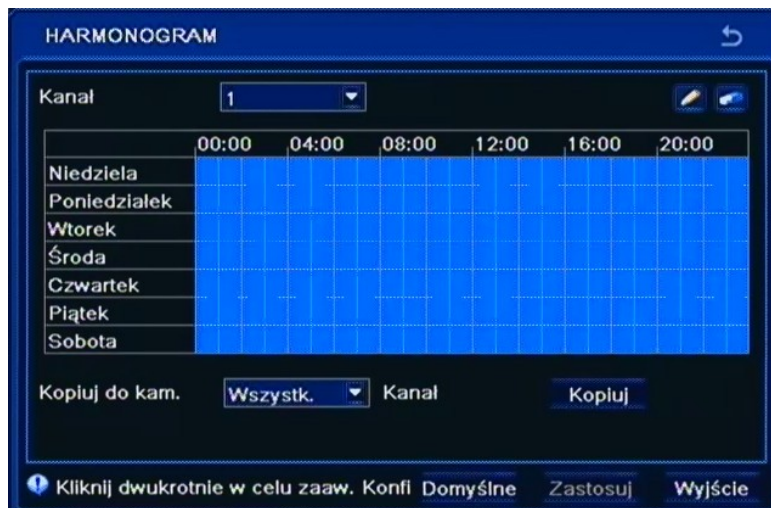 HARMONOGRAM
Kanał 1
00:00 04:00 08:00 12:00 16:00 20:00
Niedziela
Poniedziałek
Wtorek
Środa
Czwartek
Piątek
Sobota
Kopiuj do kam. Wszystk. Kanał Kopiuj
Kliknij dwukrotnie w celu zaaw. Konfi Domyślne Zastosuj Wyjście